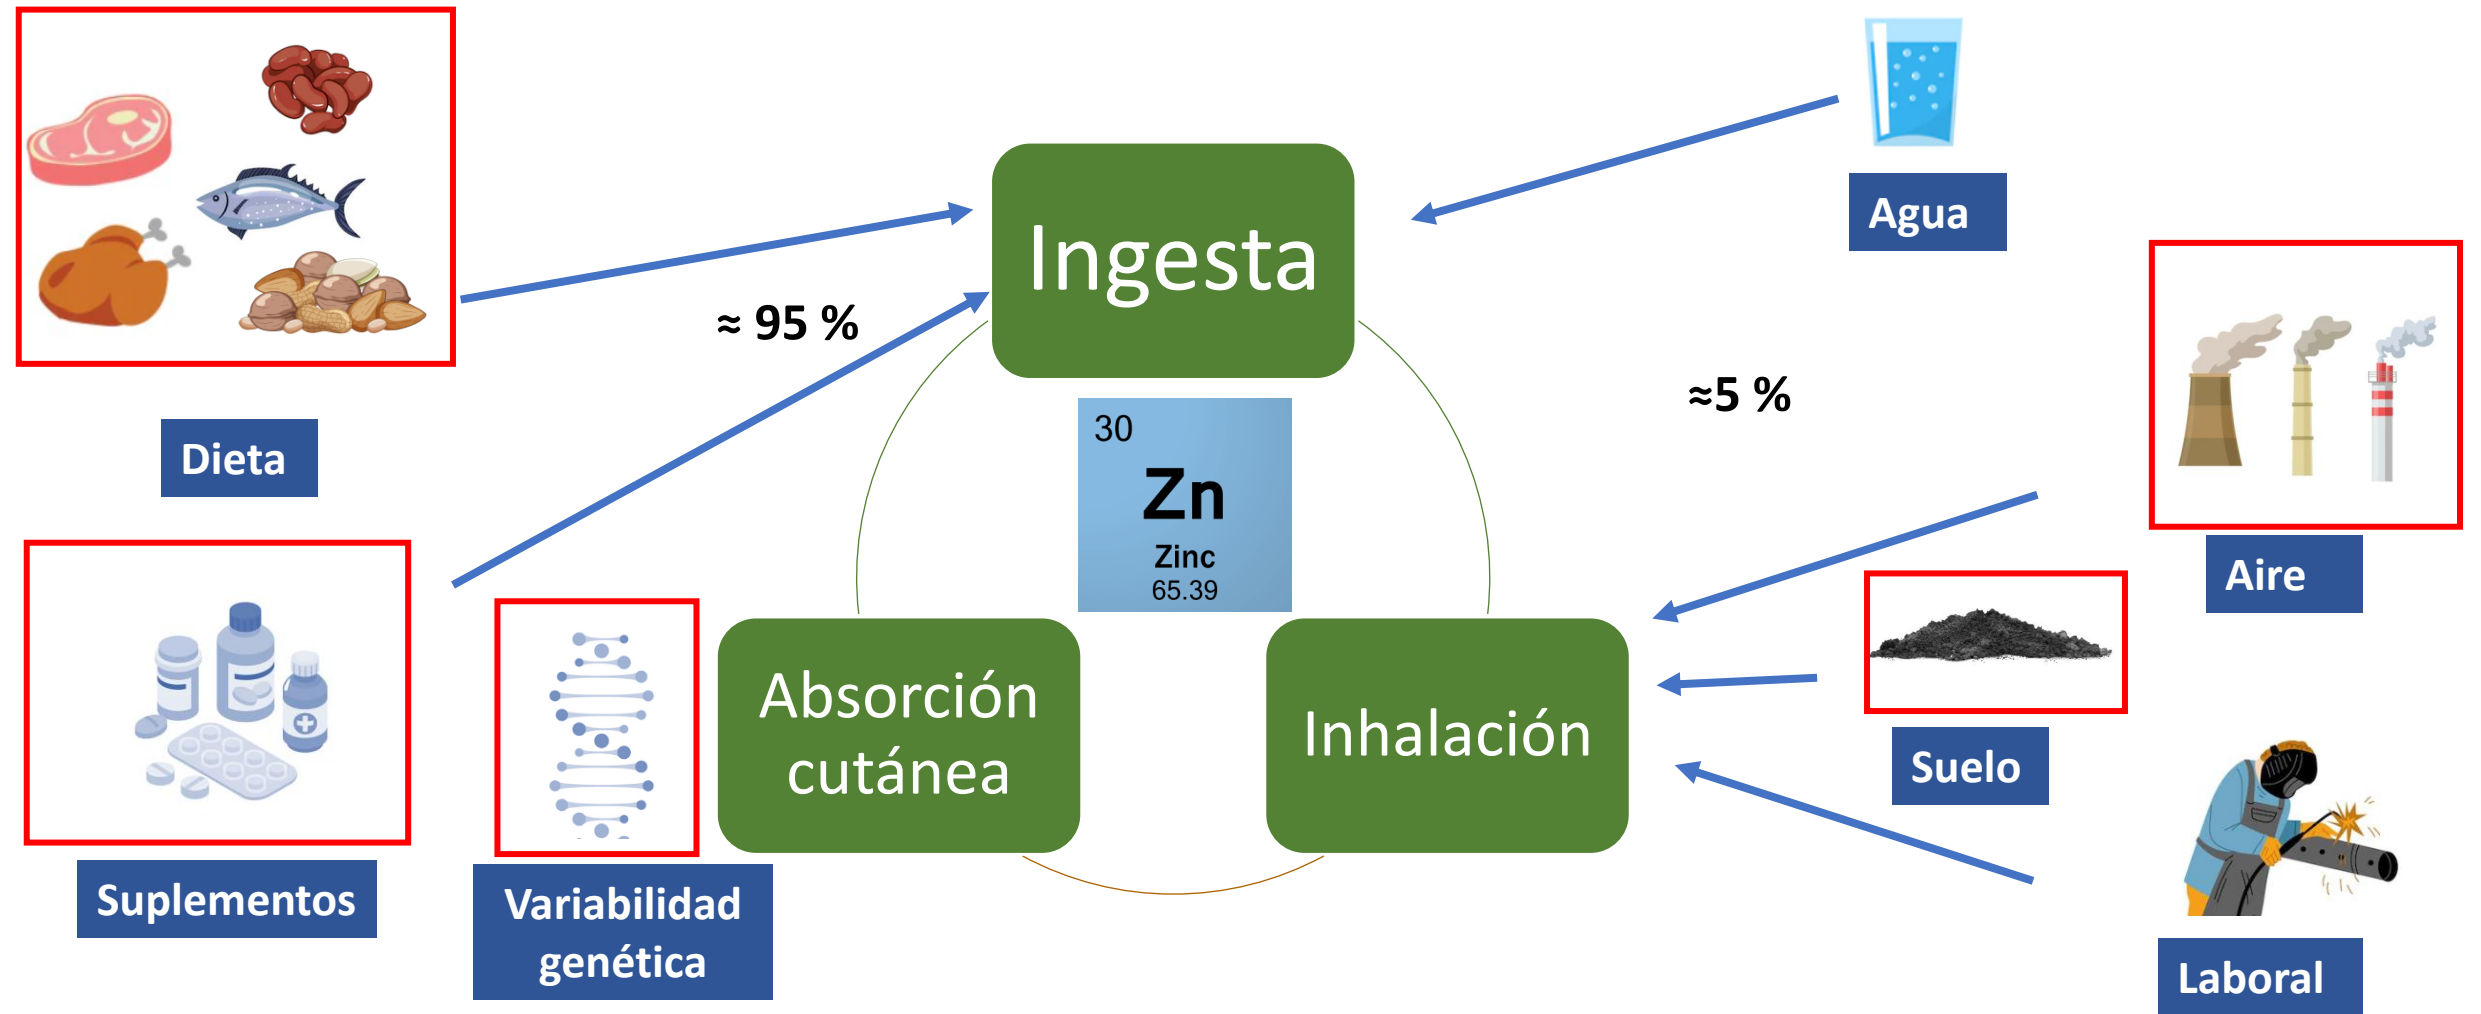 Agua
Ingesta
≈ 95 %
≈5 %
30
Zn
Zinc
65.39
Dieta
Aire
Absorción
cutánea
Inhalación
Suelo
Suplementos
Variabilidad
genética
Laboral